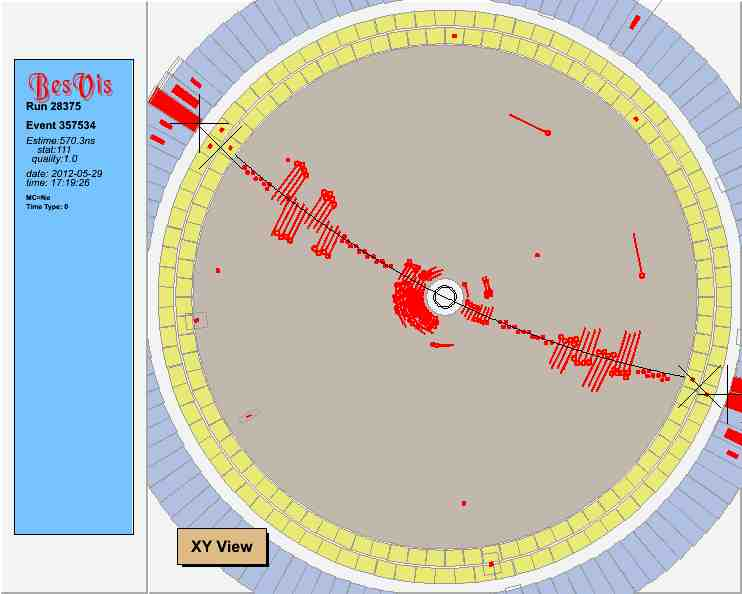 BesVis
Run 28375
Event 357534
Estime:570.3ns
stat:111
quality:1.0
date: 2012-05-29
time: 17:19:26
MC=No
Time Type: 0
XY View